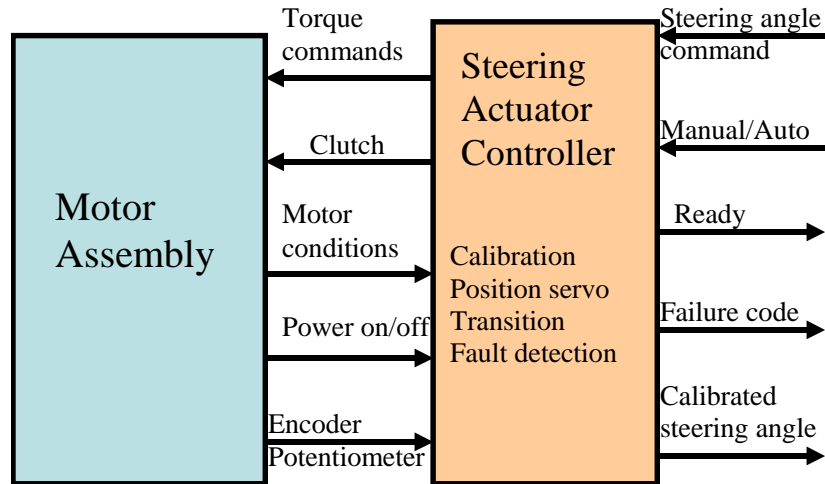 Motor
Assembly
Torque
commands
Clutch
Motor
conditions
Power on/off
Encoder
Potentiometer
Steering
Actuator
Controller
Calibration
Position servo
Transition
Fault detection
Steering angle
command
Manual/Auto
Ready
Failure code
Calibrated
steering angle